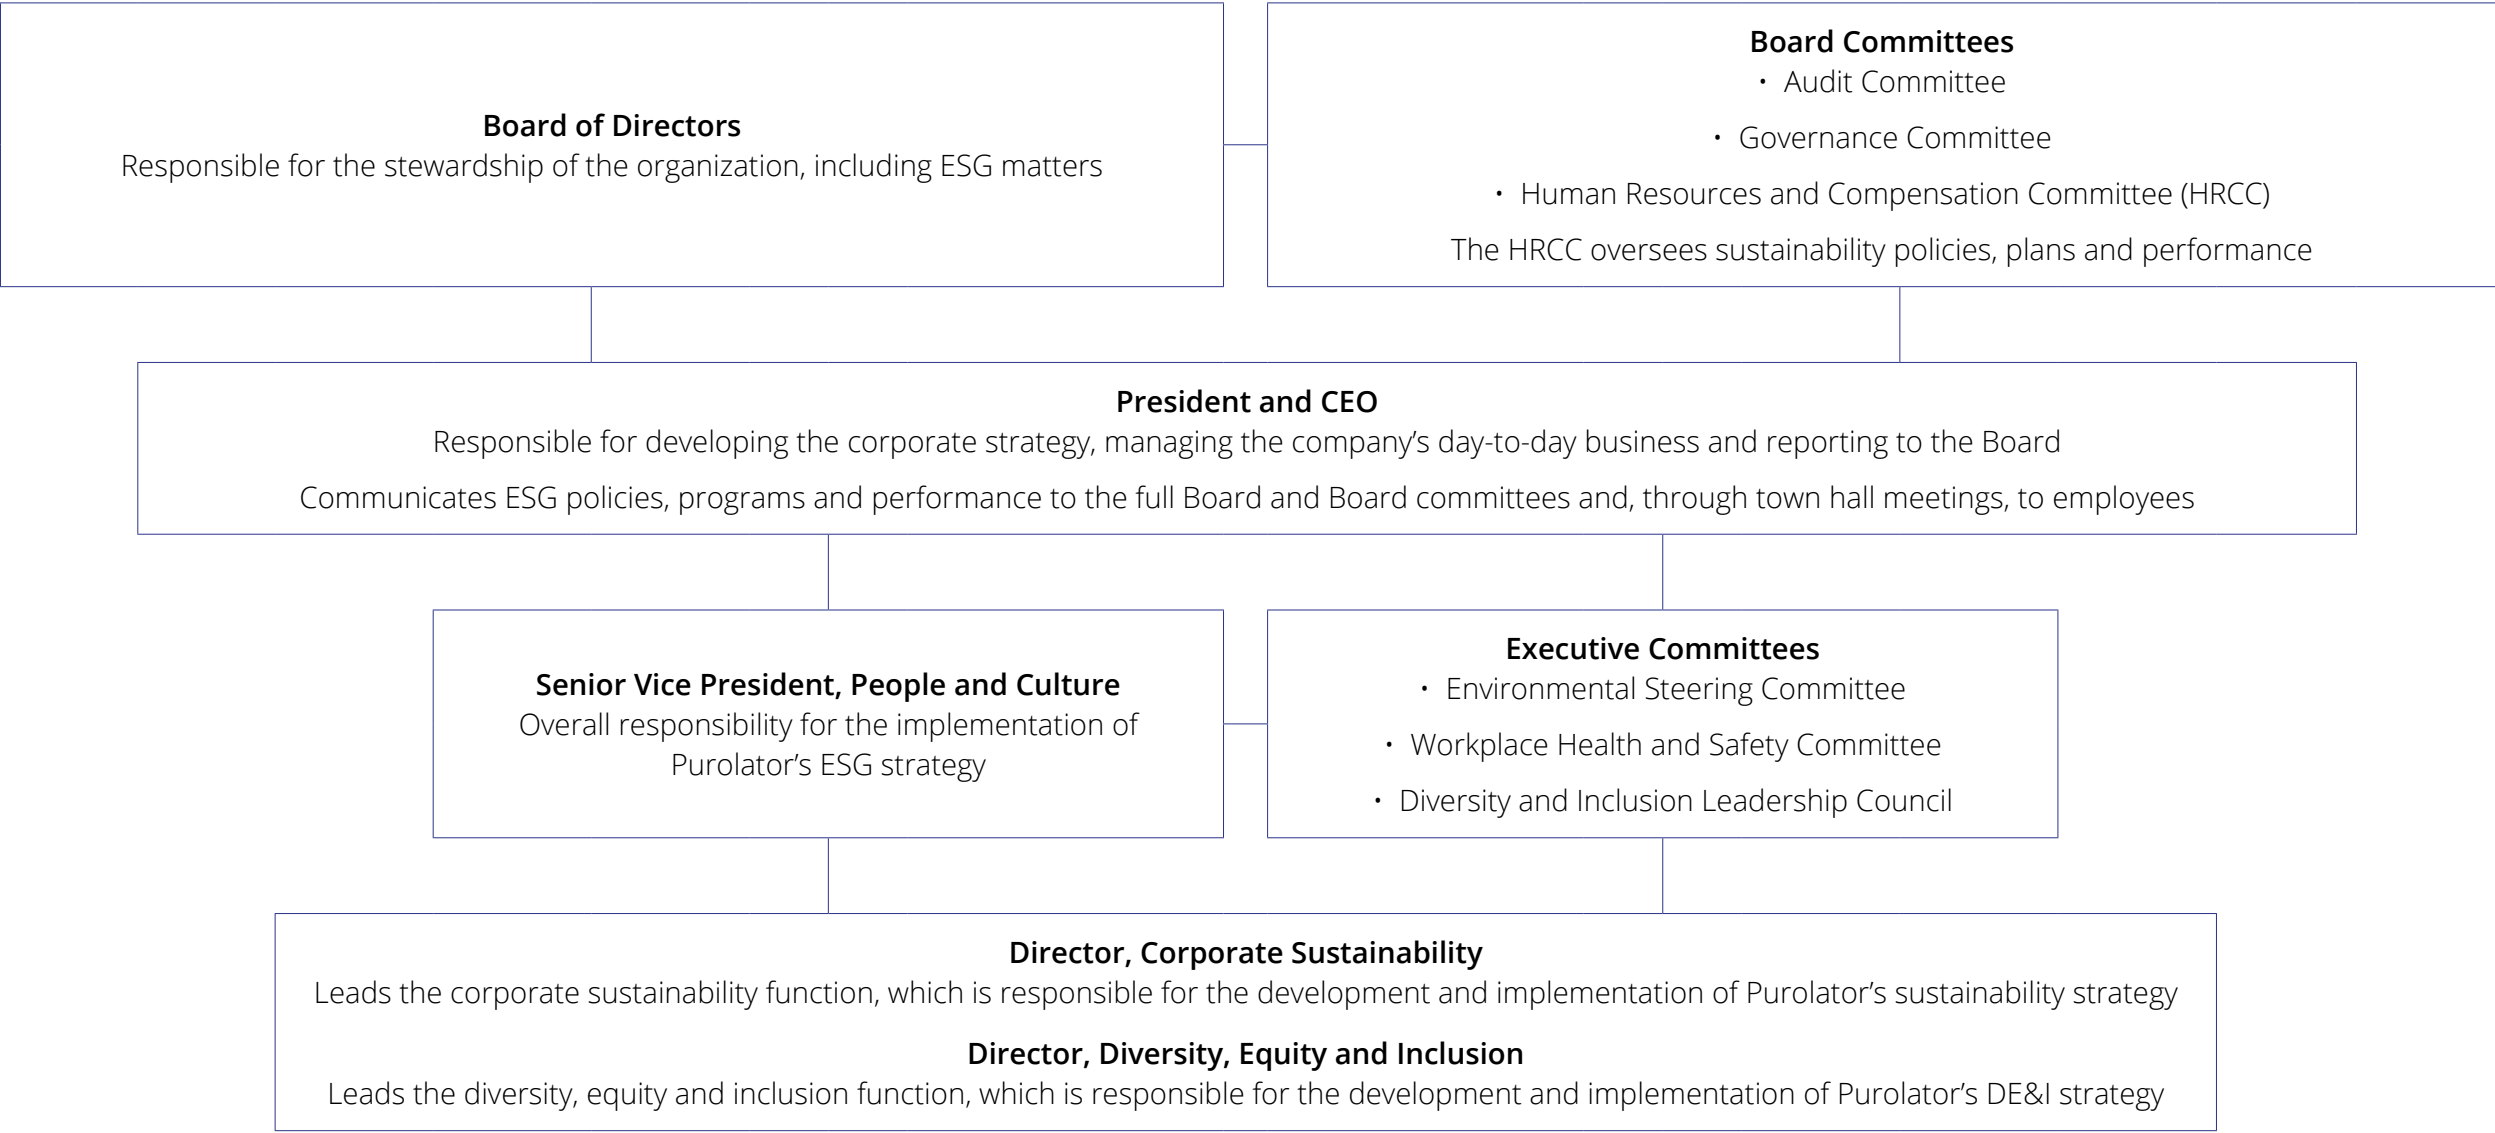 Board of Directors
Responsible for the stewardship of the organization, including ESG matters
Board Committees
• Audit Committee
• Governance Committee
• Human Resources and Compensation Committee (HRCC)
The HRCC oversees sustainability policies, plans and performance
President and CEO
Responsible for developing the corporate strategy, managing the company’s day-to-day business and reporting to the Board
Communicates ESG policies, programs and performance to the full Board and Board committees and, through town hall meetings, to employees
Senior Vice President, People and Culture
Overall responsibility for the implementation of
Purolator’s ESG strategy
Executive Committees
• Environmental Steering Committee
• Workplace Health and Safety Committee
• Diversity and Inclusion Leadership Council
Director, Corporate Sustainability
Leads the corporate sustainability function, which is responsible for the development and implementation of Purolator’s sustainability strategy
Director, Diversity, Equity and Inclusion
Leads the diversity, equity and inclusion function, which is responsible for the development and implementation of Purolator’s DE&I strategy